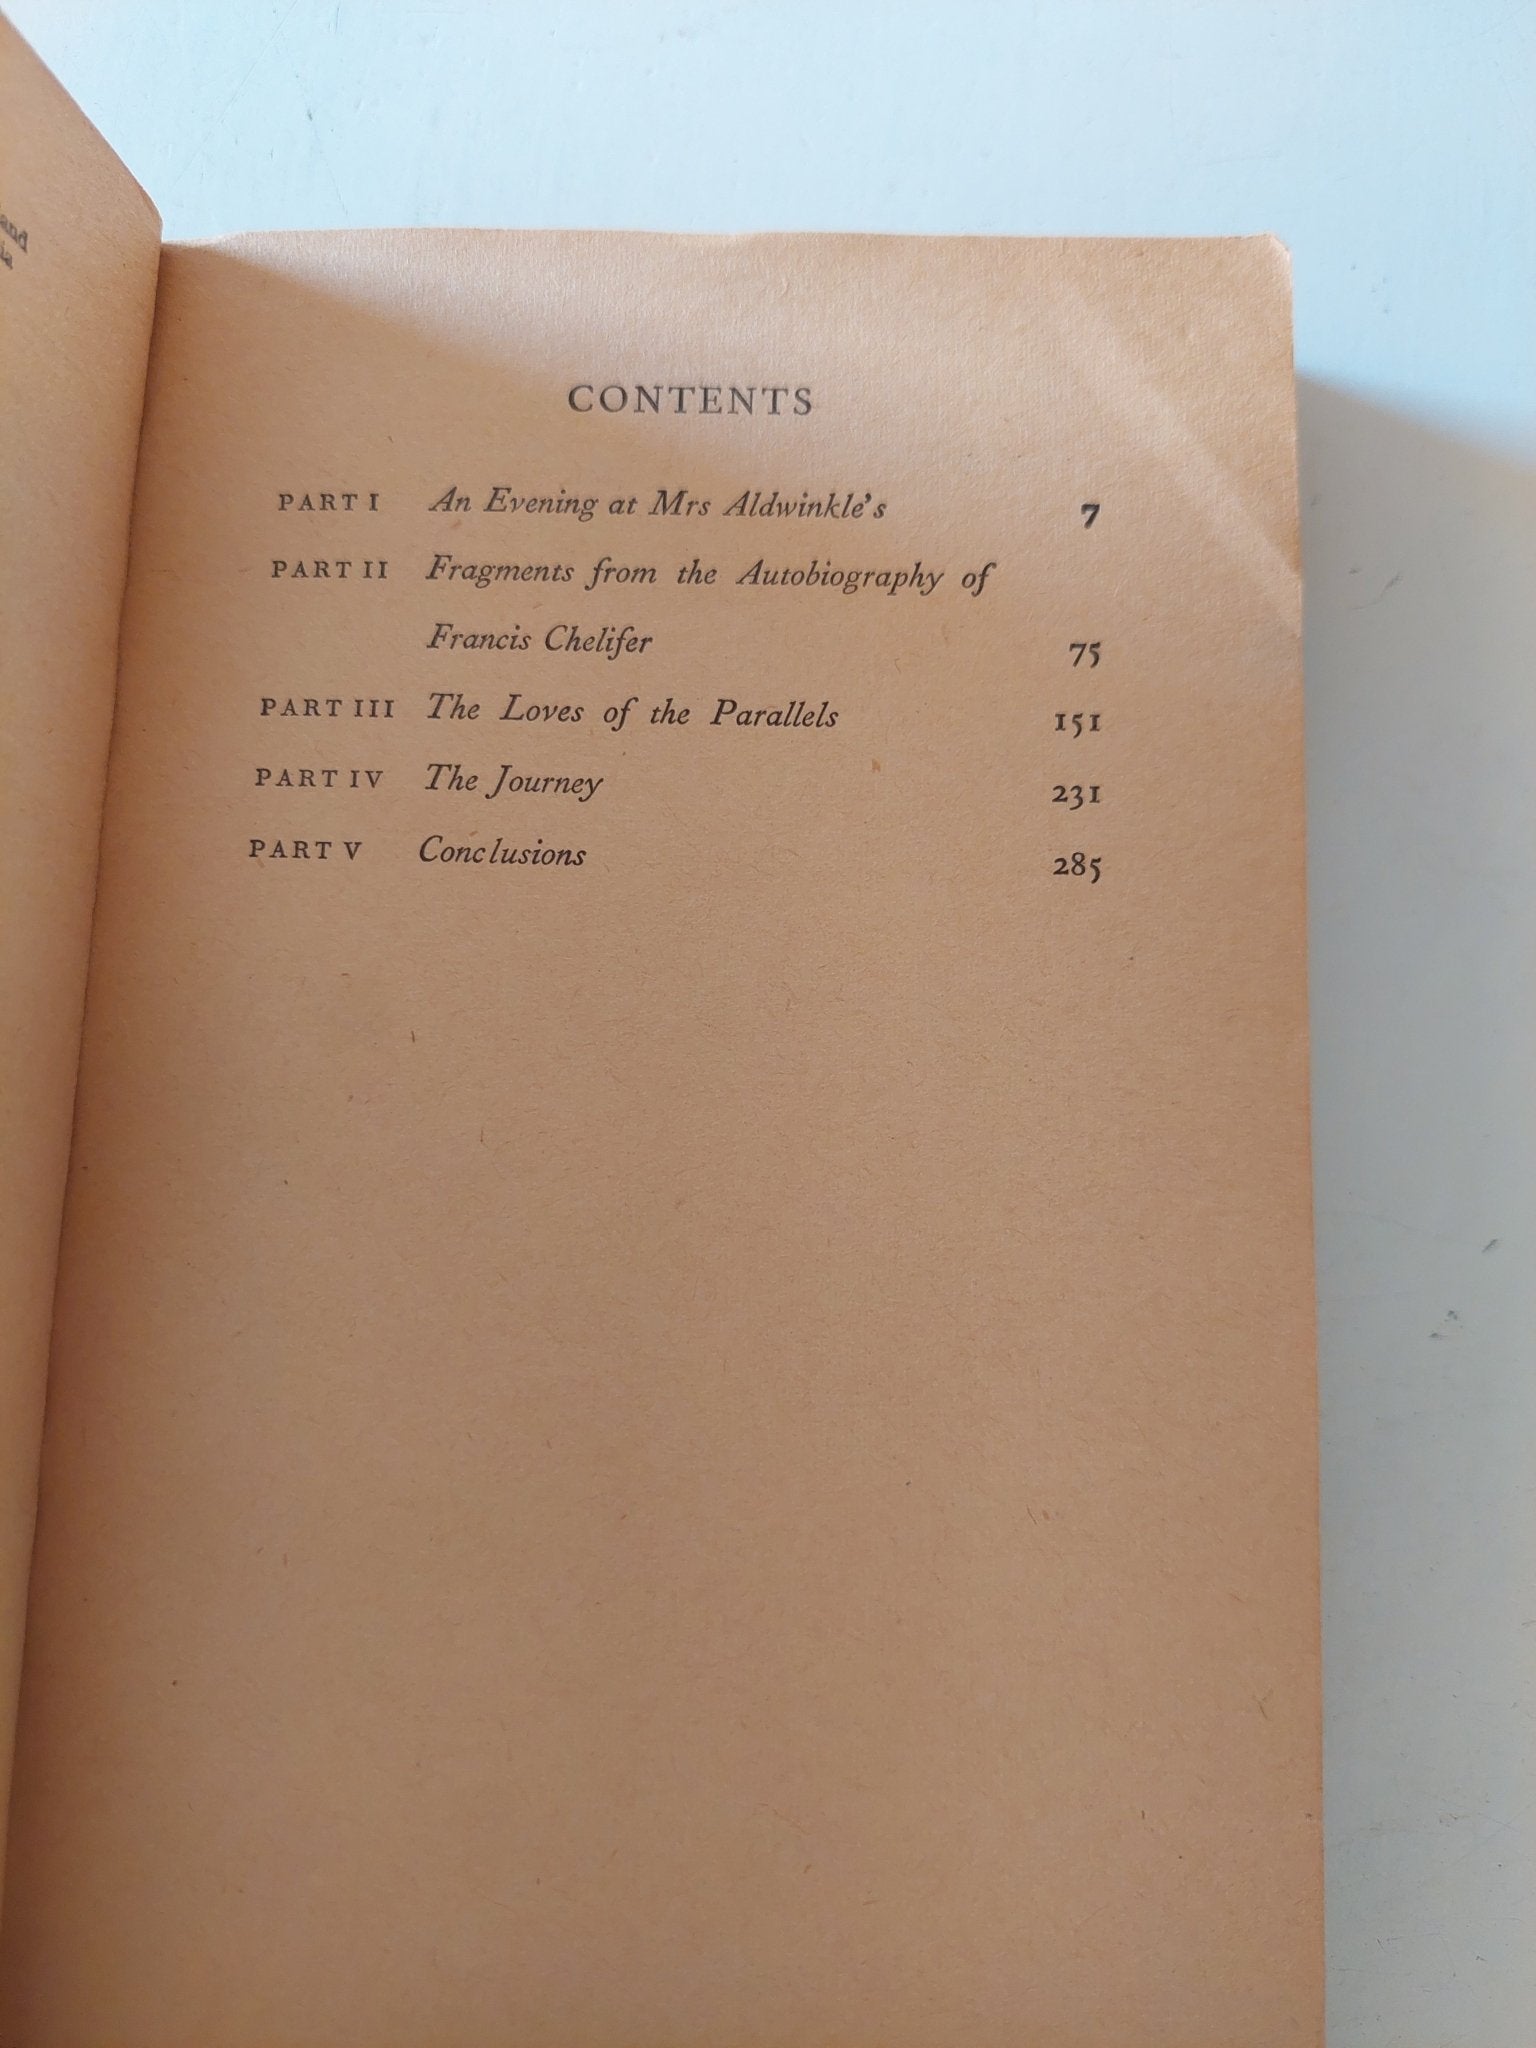 CONTENTS
PART I An Evening at Mrs Aldwinkle's 7
PART II Fragments from the Autobiography of
Francis Chelifer 75
PART III The Loves of the Parallels 151
PART IV The Journey 231
PART V Conclusions 285